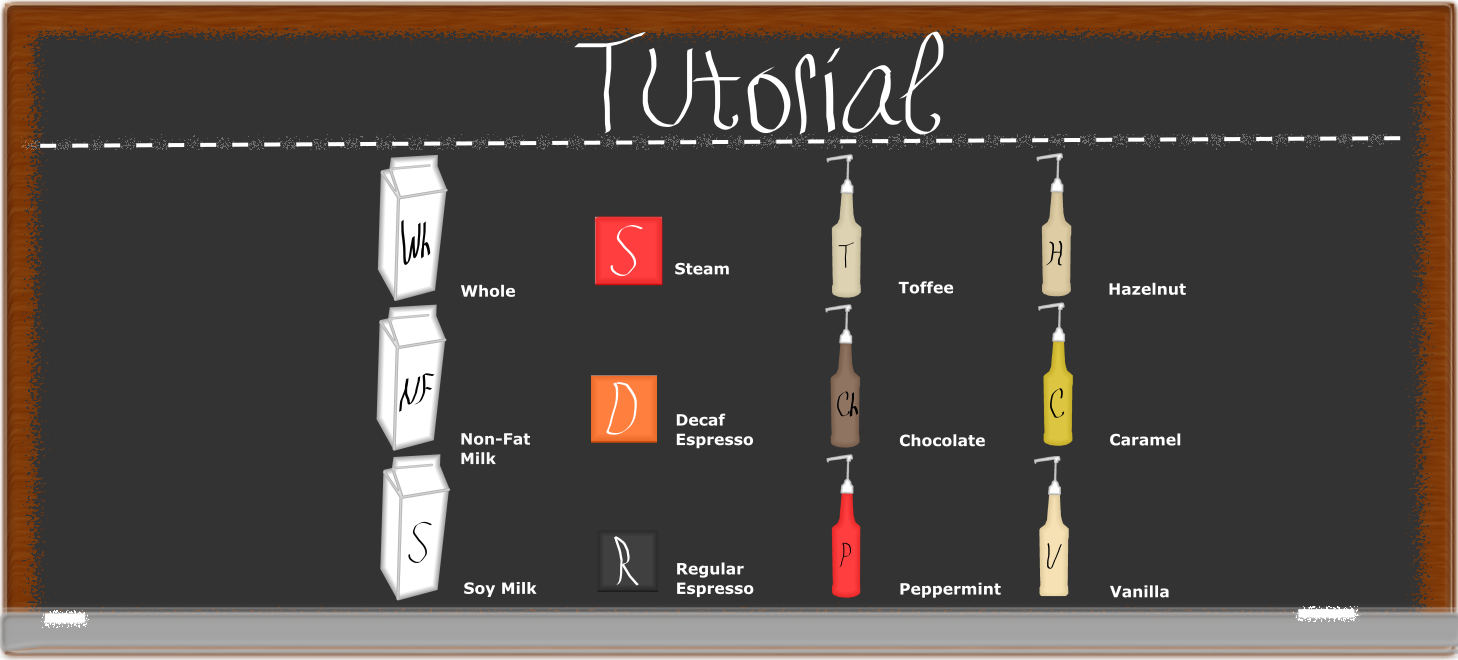 TUtorial
Wh
Whole
S
Steam
T
Toffee
H
Hazelnut
NF
Non-Fat
Milk
D
Decaf
Espresso
Ch
Chocolate
C
Caramel
S
Soy Milk
R
Regular
Espresso
P
Peppermint
V
Vanilla